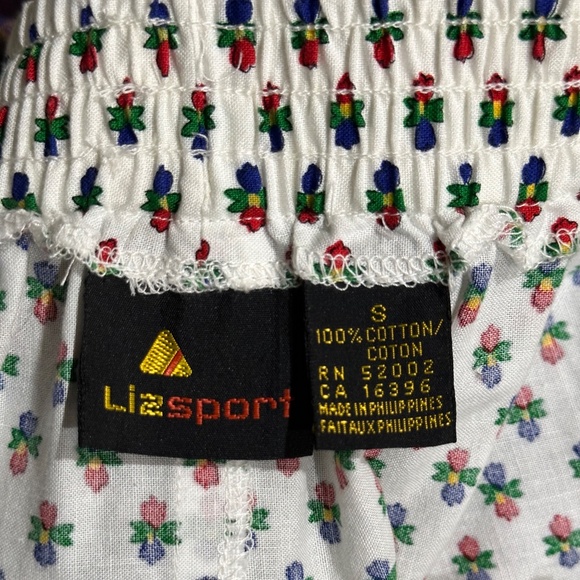 Lizsport
S
100% COTTON/
COTON
RN 52002
CA 16396
MADE IN PHILIPPINES
FAIT AUX PHILIPPINES